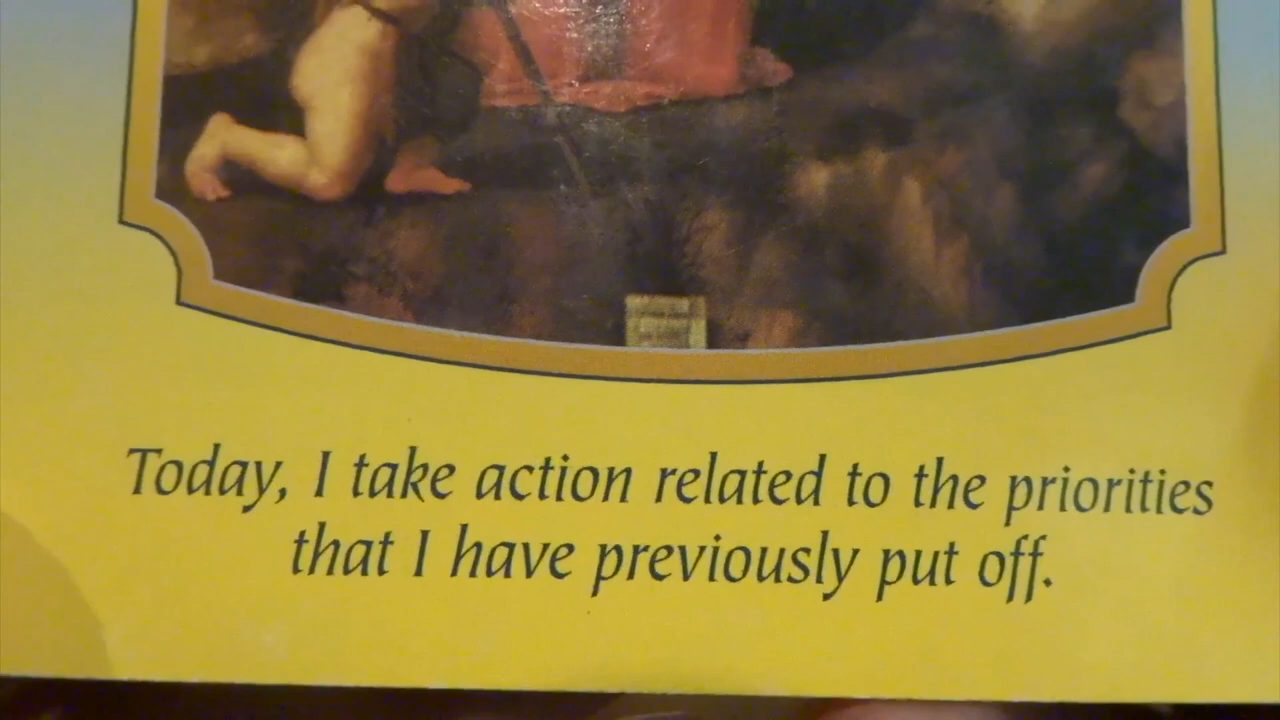 Today, I take action related to the priorities
that I have previously put off.